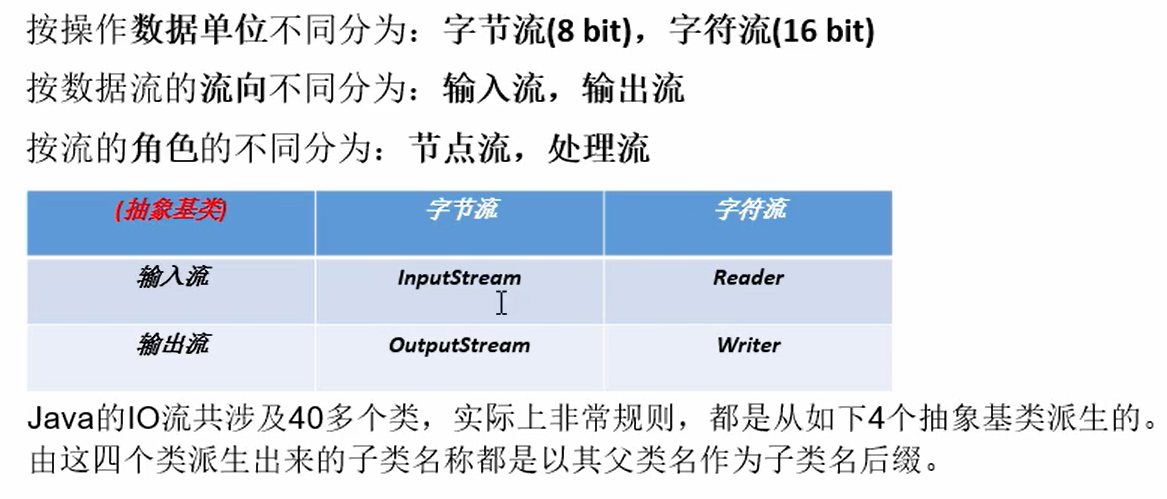 按操作数据单位不同分为：字节流(8 bit)，字符流(16 bit)
按数据流的流向不同分为：输入流，输出流
按流的角色的不同分为：节点流，处理流
(抽象基类) 字节流 字符流
输入流 InputStream Reader
输出流 OutputStream Writer
Java的IO流共涉及40多个类，实际上非常规则，都是从如下4个抽象基类派生的。
由这四个类派生出来的子类名称都是以其父类名作为子类名后缀。